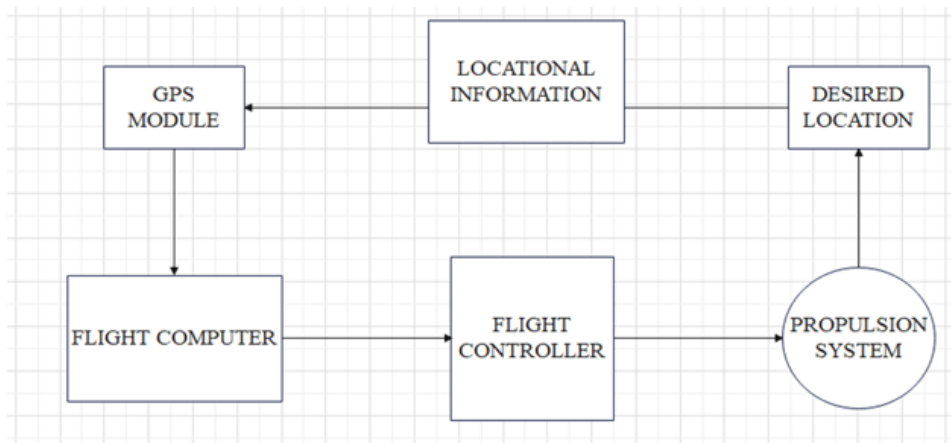 LOCATIONAL
INFORMATION
GPS
MODULE
DESIRED
LOCATION
FLIGHT COMPUTER
FLIGHT
CONTROLLER
PROPULSION
SYSTEM